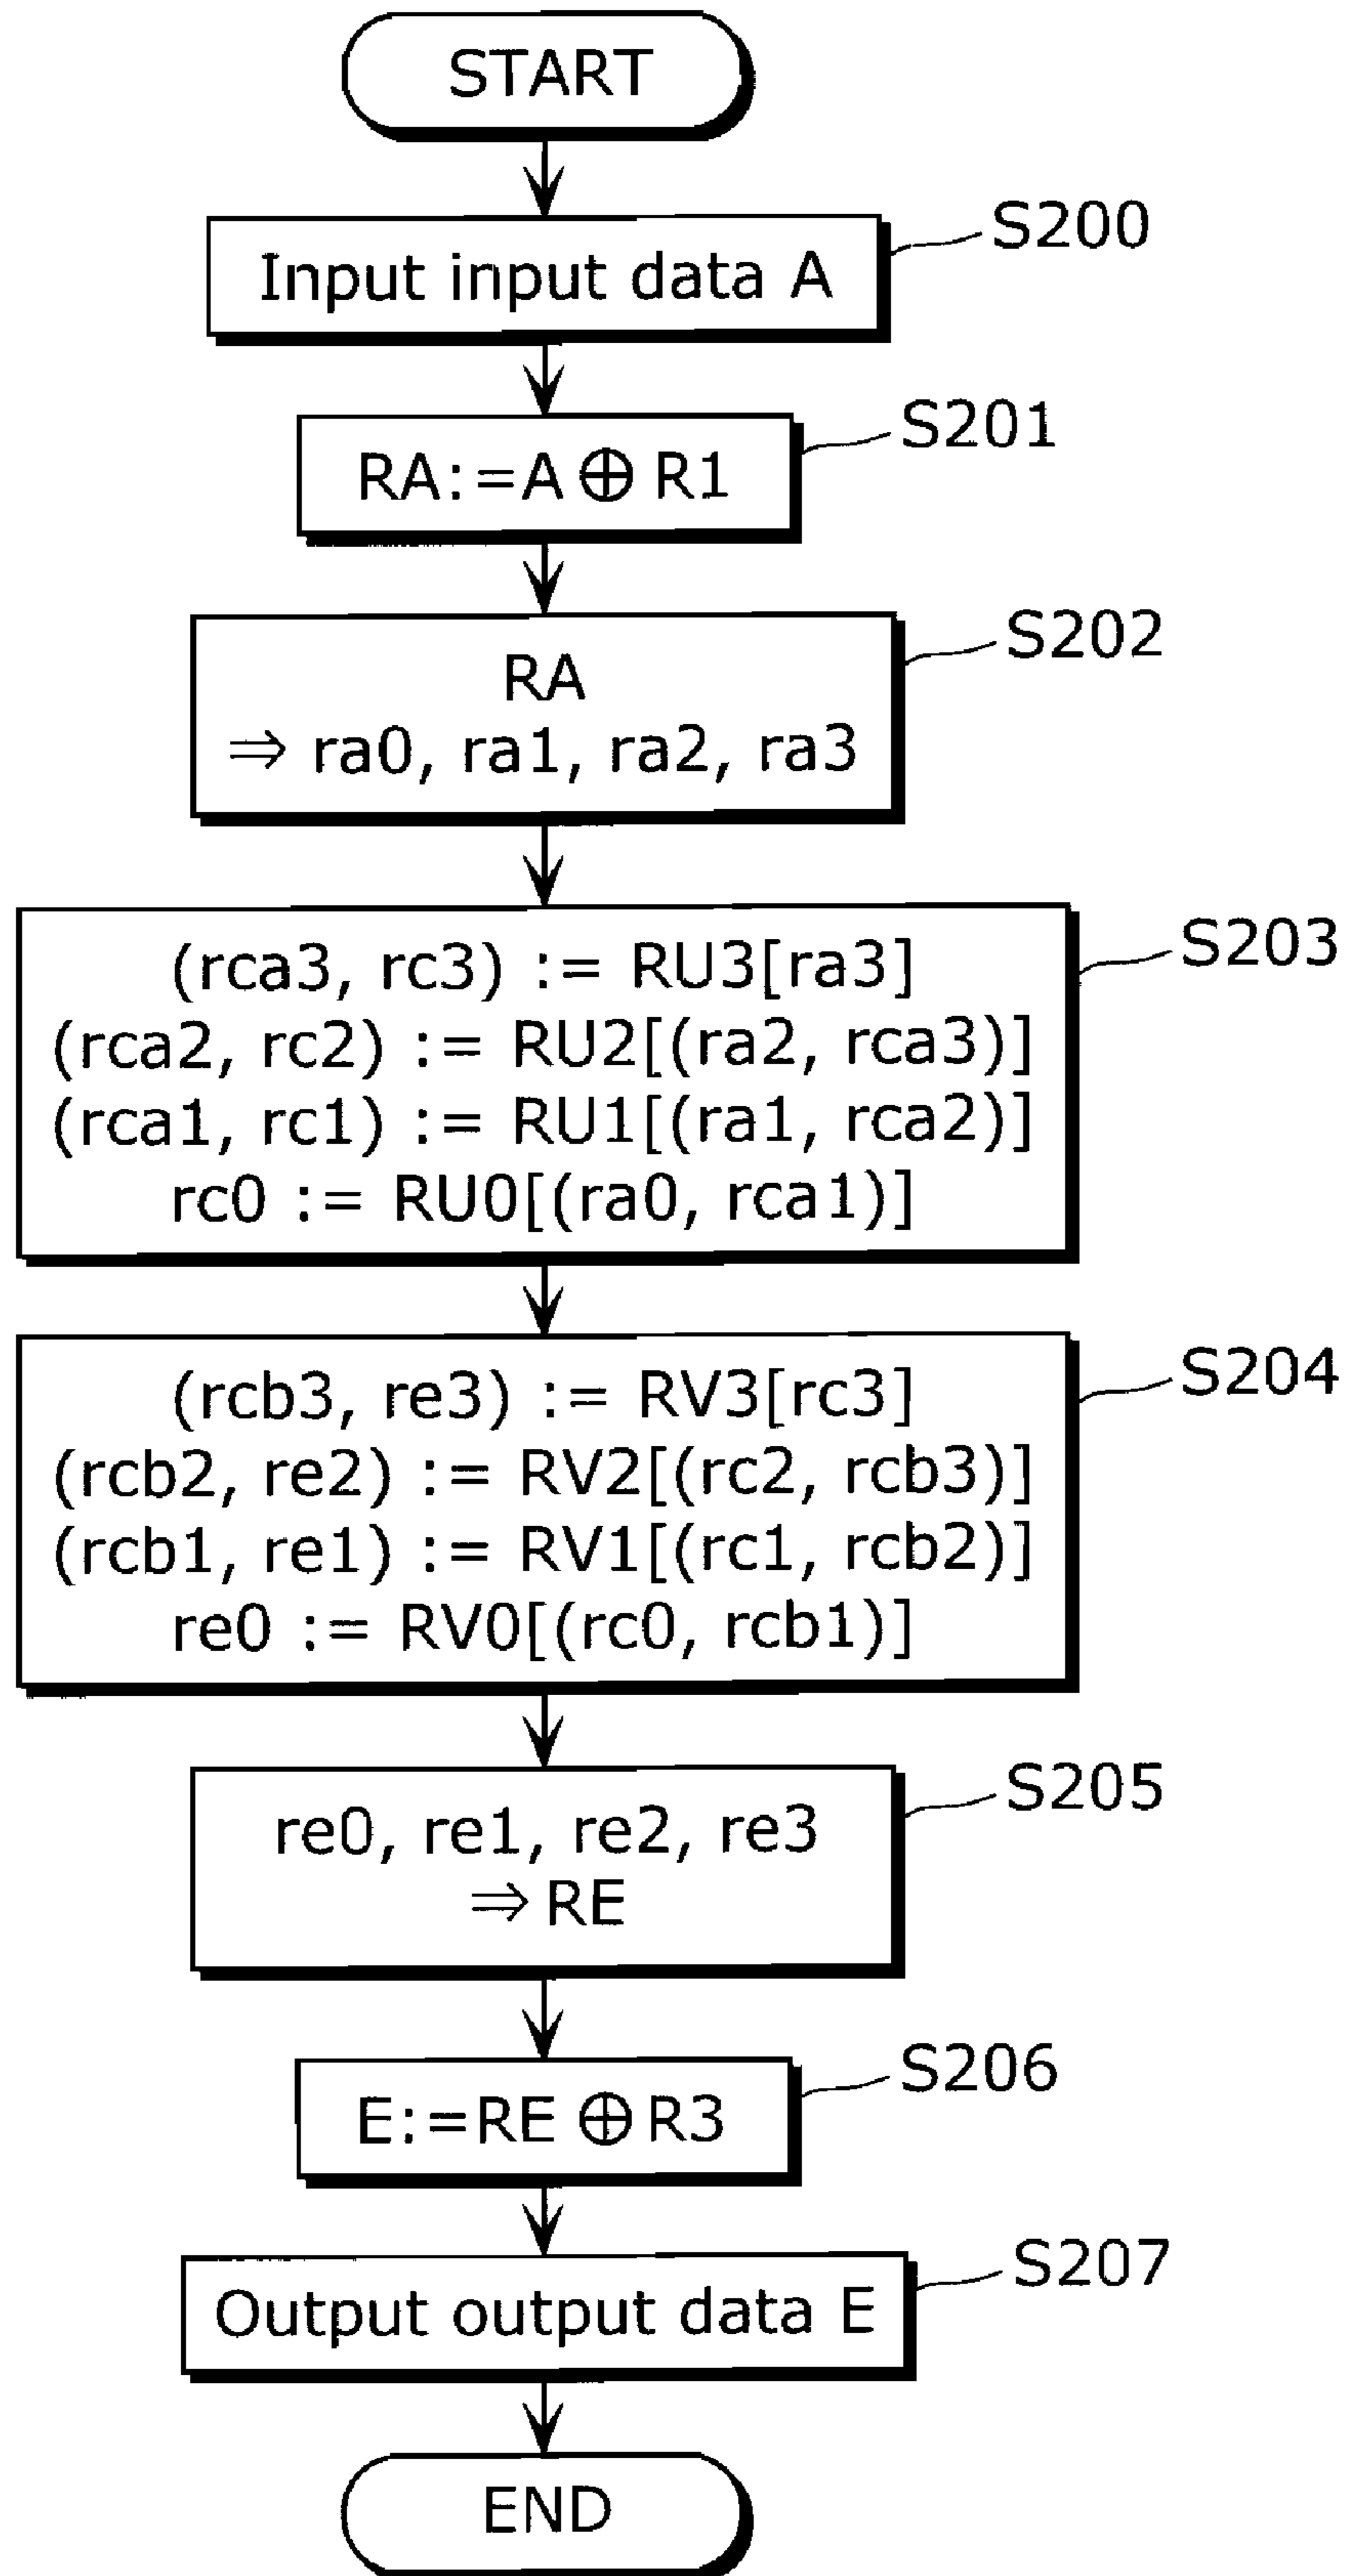 START
Input input data A
S200
RA:=A ⊕ R1
S201
RA
⇒ ra0, ra1, ra2, ra3
S202
(rca3, rc3) := RU3[ra3]
(rca2, rc2) := RU2[(ra2, rca3)]
(rca1, rc1) := RU1[(ra1, rca2)]
rc0 := RU0[(ra0, rca1)]
S203
(rcb3, re3) := RV3[rc3]
(rcb2, re2) := RV2[(rc2, rcb3)]
(rcb1, re1) := RV1[(rc1, rcb2)]
re0 := RV0[(rc0, rcb1)]
S204
re0, re1, re2, re3
⇒ RE
S205
E:=RE ⊕ R3
S206
Output output data E
S207
END